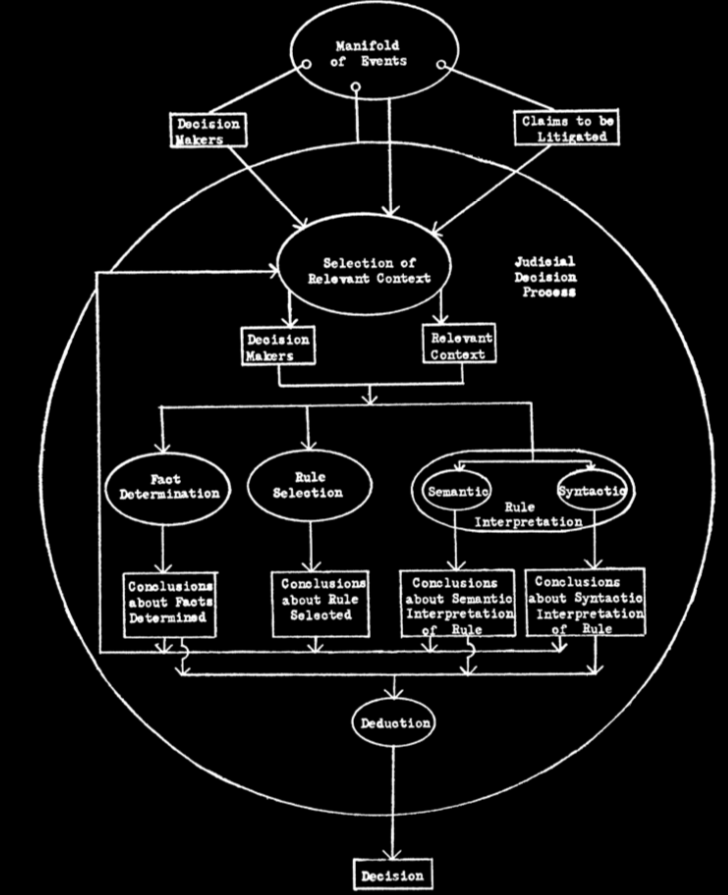 Manifold
of Events
Decision
Makers
Claims to be
Litigated
Selection of
Relevant Context
Judicial
Decision
Process
Decision
Makers
Relevant
Context
Fact
Determination
Rule
Selection
Semantic
Syntactic
Rule
Interpretation
Conclusions
about Facts
Determined
Conclusions
about Rule
Selected
Conclusions
about Semantic
Interpretation
of Rule
Conclusions
about Syntactic
Interpretation
of Rule
Deduction
Decision